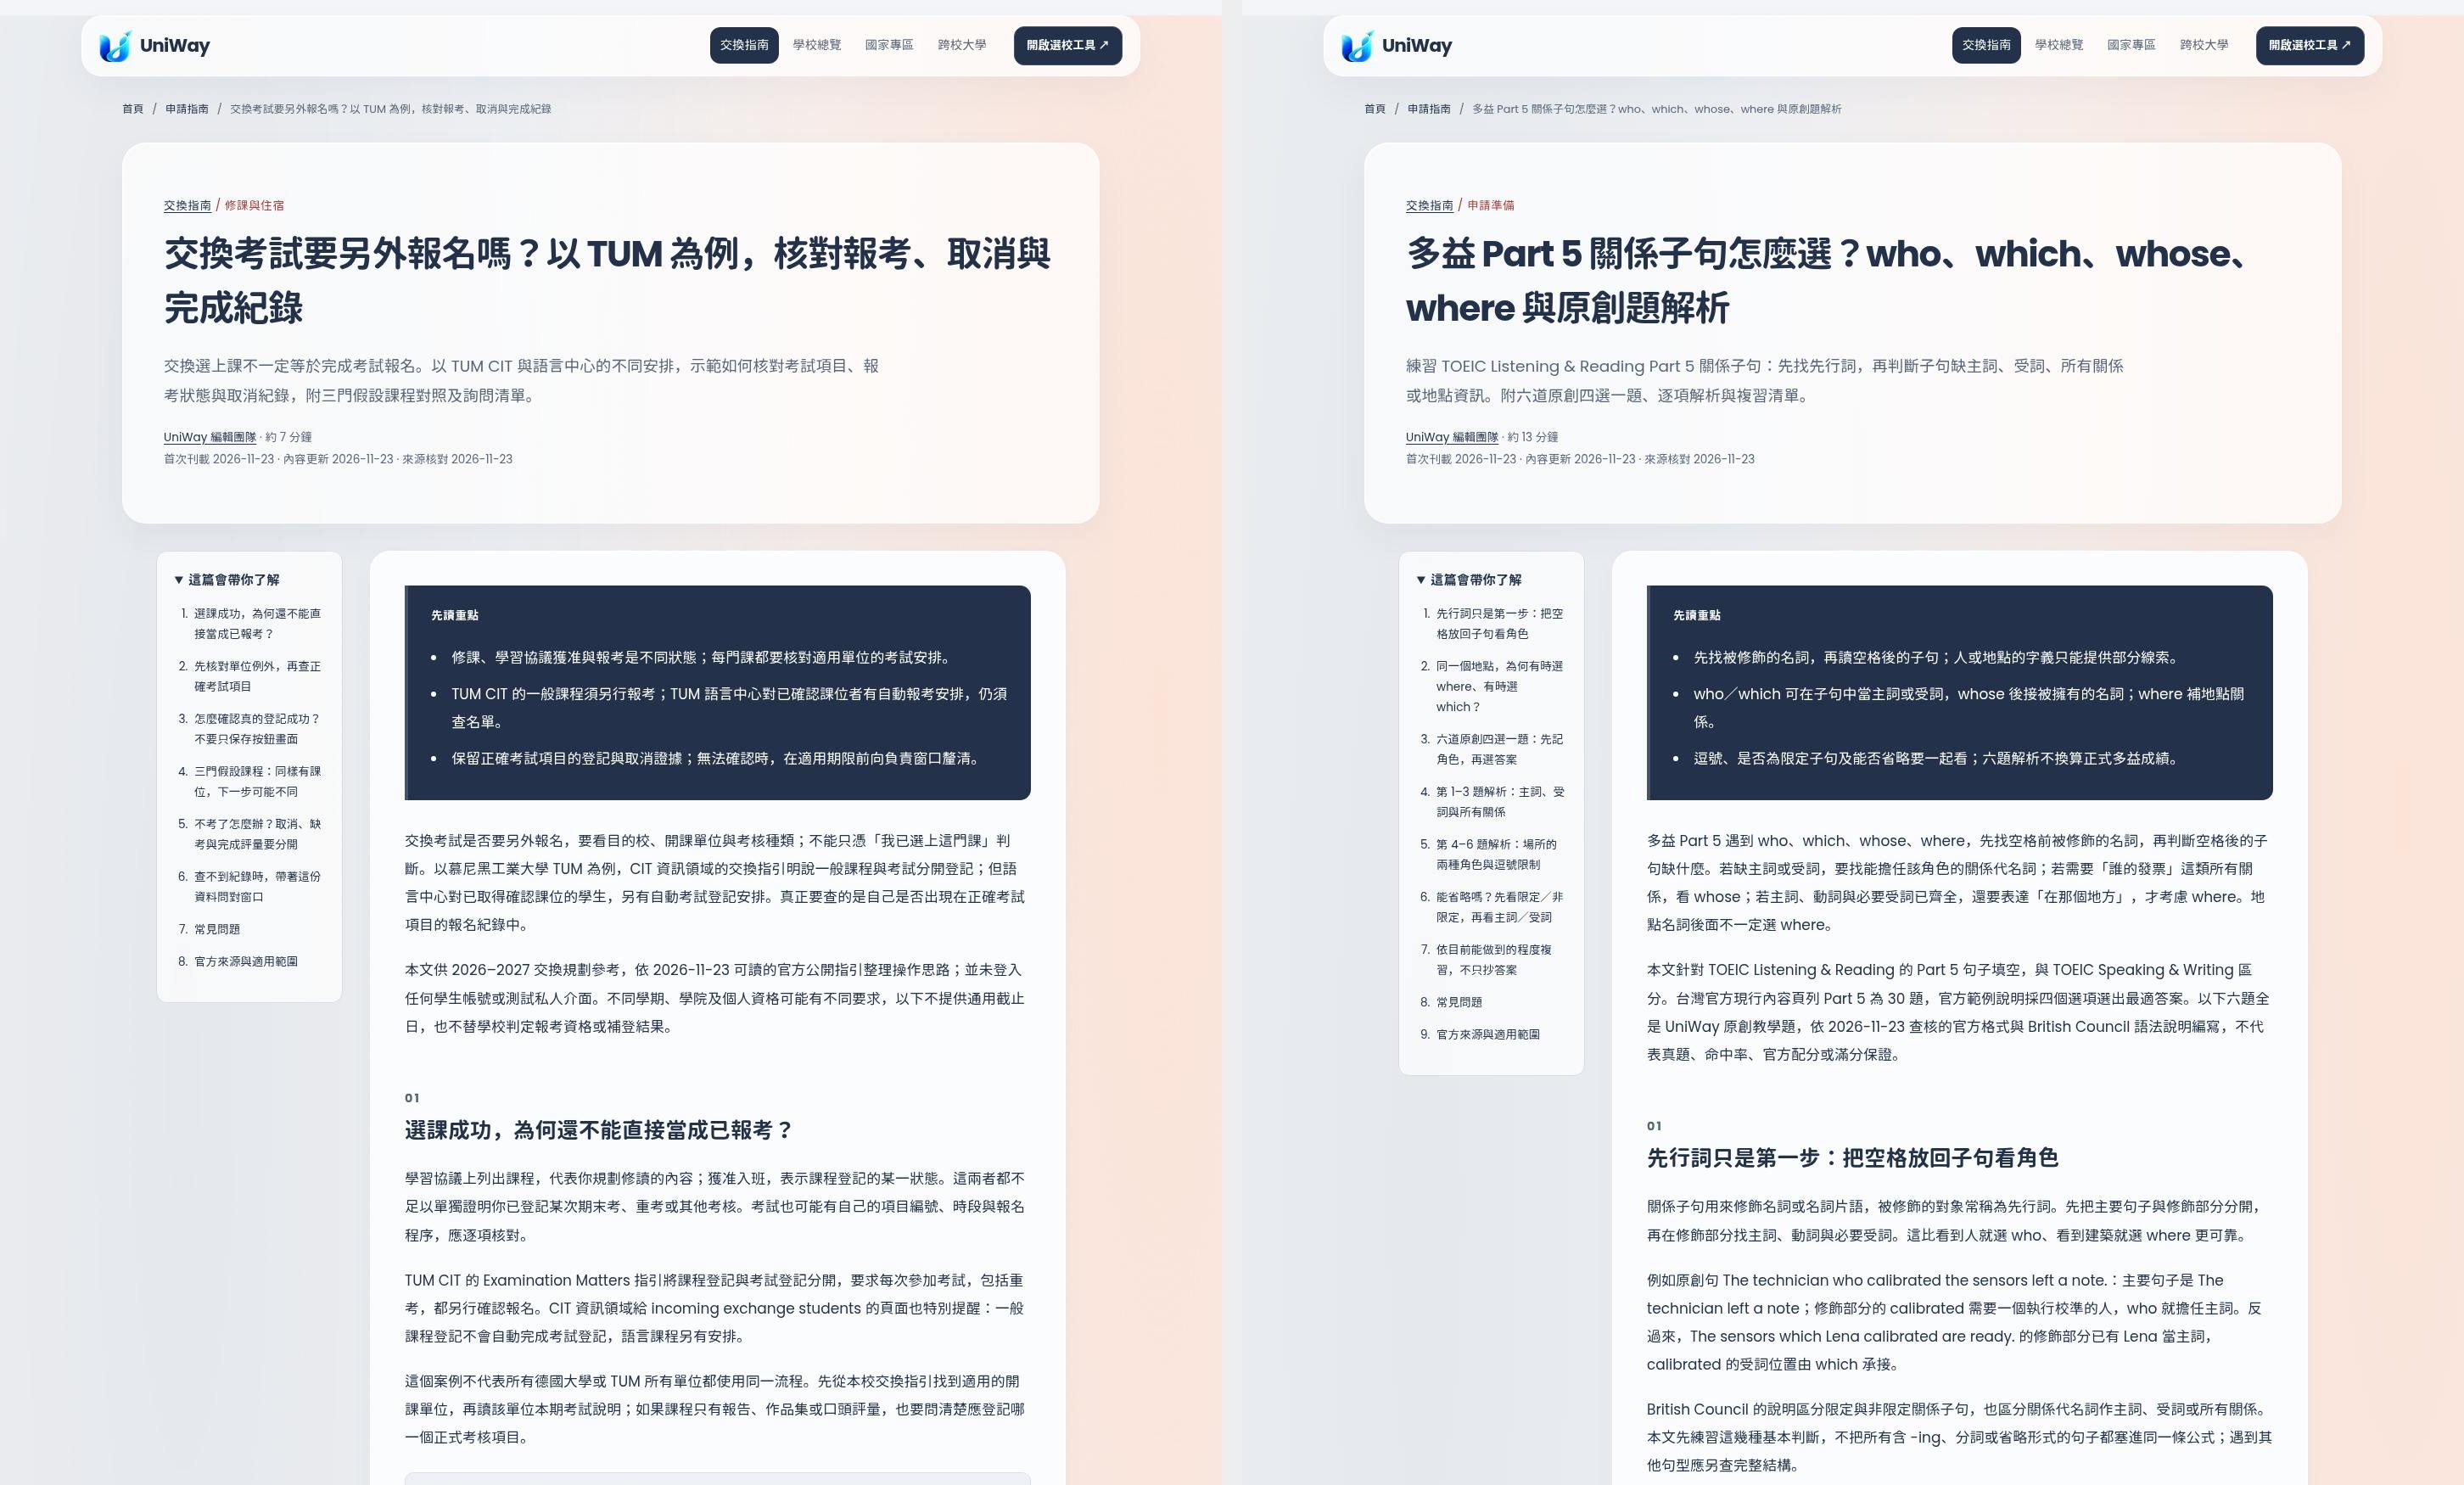 UniWay
交換指南 學校總覽 國家專區 跨校大學 開啟選校工具 ↗
首頁 / 申請指南 / 交換考試要另外報名嗎？以 TUM 為例，核對報考、取消與完成紀錄
交換指南 / 修課與住宿
交換考試要另外報名嗎？以 TUM 為例，核對報考、取消與
完成紀錄
交換選上課不一定等於完成考試報名。以 TUM CIT 與語言中心的不同安排，示範如何核對考試項目、報
考狀態與取消紀錄，附三門假設課程對照及詢問清單。
UniWay 編輯團隊 · 約 7 分鐘
首次刊載 2026-11-23 · 內容更新 2026-11-23 · 來源核對 2026-11-23
▼ 這篇會帶你了解
1. 選課成功，為何還不能直
接當成已報考？
2. 先核對單位例外，再查正
確考試項目
3. 怎麼確認真的登記成功？
不要只保存按鈕畫面
4. 三門假設課程：同樣有課
位，下一步可能不同
5. 不考了怎麼辦？取消、缺
考與完成評量要分開
6. 查不到紀錄時，帶著這份
資料問對窗口
7. 常見問題
8. 官方來源與適用範圍
先讀重點
• 修課、學習協議獲准與報考是不同狀態；每門課都要核對適用單位的考試安排。
• TUM CIT 的一般課程須另行報考；TUM 語言中心對已確認課位者有自動報考安排，仍須
查名單。
• 保留正確考試項目的登記與取消證據；無法確認時，在適用期限前向負責窗口釐清。
交換考試是否要另外報名，要看目的校、開課單位與考核種類；不能只憑「我已選上這門課」判
斷。以慕尼黑工業大學 TUM 為例，CIT 資訊領域的交換指引明說一般課程與考試分開登記；但語
言中心對已取得確認課位的學生，另有自動考試登記安排。真正要查的是自己是否出現在正確考試
項目的報名紀錄中。
本文供 2026–2027 交換規劃參考，依 2026-11-23 可讀的官方公開指引整理操作思路；並未登入
任何學生帳號或測試私人介面。不同學期、學院及個人資格可能有不同要求，以下不提供通用截止
日，也不替學校判定報考資格或補登結果。
01
選課成功，為何還不能直接當成已報考？
學習協議上列出課程，代表你規劃修讀的內容；獲准入班，表示課程登記的某一狀態。這兩者都不
足以單獨證明你已登記某次期末考、重考或其他考核。考試也可能有自己的項目編號、時段與報名
程序，應逐項核對。
TUM CIT 的 Examination Matters 指引將課程登記與考試登記分開，要求每次參加考試，包括重
考，都另行確認報名。CIT 資訊領域給 incoming exchange students 的頁面也特別提醒：一般
課程登記不會自動完成考試登記，語言課程另有安排。
這個案例不代表所有德國大學或 TUM 所有單位都使用同一流程。先從本校交換指引找到適用的開
課單位，再讀該單位本期考試說明；如果課程只有報告、作品集或口頭評量，也要問清楚應登記哪
一個正式考核項目。
UniWay
交換指南 學校總覽 國家專區 跨校大學 開啟選校工具 ↗
首頁 / 申請指南 / 多益 Part 5 關係子句怎麼選？who、which、whose、where 與原創題解析
交換指南 / 申請準備
多益 Part 5 關係子句怎麼選？who、which、whose、
where 與原創題解析
練習 TOEIC Listening & Reading Part 5 關係子句：先找先行詞，再判斷子句缺主詞、受詞、所有關係
或地點資訊。附六道原創四選一題、逐項解析與複習清單。
UniWay 編輯團隊 · 約 13 分鐘
首次刊載 2026-11-23 · 內容更新 2026-11-23 · 來源核對 2026-11-23
▼ 這篇會帶你了解
1. 先行詞只是第一步：把空
格放回子句看角色
2. 同一個地點，為何有時選
where、有時選
which？
3. 六道原創四選一題：先記
角色，再選答案
4. 第 1–3 題解析：主詞、受
詞與所有關係
5. 第 4–6 題解析：場所的
兩種角色與逗號限制
6. 能省略嗎？先看限定／非
限定，再看主詞／受詞
7. 依目前能做到的程度複
習，不只抄答案
8. 常見問題
9. 官方來源與適用範圍
先讀重點
• 先找被修飾的名詞，再讀空格後的子句；人或地點的字義只能提供部分線索。
• who／which 可在子句中當主詞或受詞，whose 後接被擁有的名詞；where 補地點關
係。
• 逗號、是否為限定子句及能否省略要一起看；六題解析不換算正式多益成績。
多益 Part 5 遇到 who、which、whose、where，先找空格前被修飾的名詞，再判斷空格後的子
句缺什麼。若缺主詞或受詞，要找能擔任該角色的關係代名詞；若需要「誰的發票」這類所有關
係，看 whose；若主詞、動詞與必要受詞已齊全，還要表達「在那個地方」，才考慮 where。地
點名詞後面不一定選 where。
本文針對 TOEIC Listening & Reading 的 Part 5 句子填空，與 TOEIC Speaking & Writing 區
分。台灣官方現行內容頁列 Part 5 為 30 題，官方範例說明採四個選項選出最適答案。以下六題全
是 UniWay 原創教學題，依 2026-11-23 查核的官方格式與 British Council 語法說明編寫，不代
表真題、命中率、官方配分或滿分保證。
01
先行詞只是第一步：把空格放回子句看角色
關係子句用來修飾名詞或名詞片語，被修飾的對象常稱為先行詞。先把主要句子與修飾部分分開，
再在修飾部分找主詞、動詞與必要受詞。這比看到人就選 who、看到建築就選 where 更可靠。
例如原創句 The technician who calibrated the sensors left a note.：主要句子是 The
technician left a note；修飾部分的 calibrated 需要一個執行校準的人，who 就擔任主詞。反
過來，The sensors which Lena calibrated are ready. 的修飾部分已有 Lena 當主詞，
calibrated 的受詞位置由 which 承接。
British Council 的說明區分限定與非限定關係子句，也區分關係代名詞作主詞、受詞或所有關係。
本文先練習這幾種基本判斷，不把所有含 -ing、分詞或省略形式的句子都塞進同一條公式；遇到其
他句型應另查完整結構。